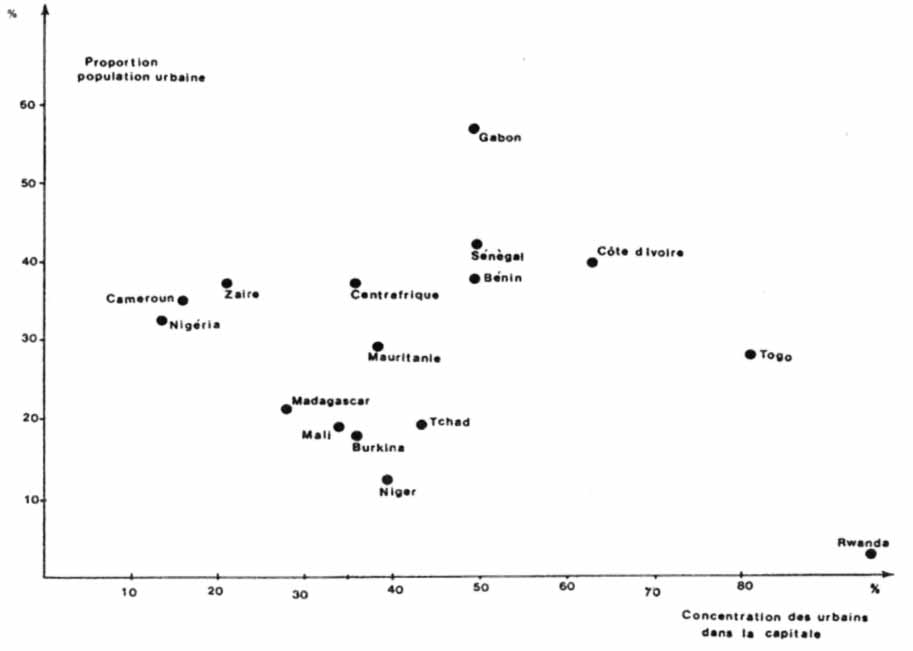 %
Proportion
population urbaine
60
Gabon
50
Sénégal
Côte d Ivoire
40
Bénin
Cameroun
Zaire
Centrafrique
Nigéria
30
Mauritanie
Togo
Madagascar
20
Mali
Tchad
Burkina
Niger
10
Rwanda
10
20
30
40
50
60
70
80
%
Concentration des urbains
dans la capitale